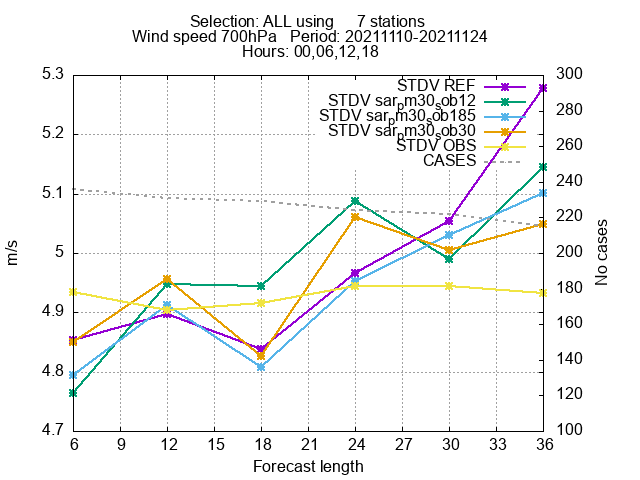 Selection: ALL using 7 stations
Wind speed 700hPa Period: 20211110-20211124
Hours: 00,06,12,18
5.3 300
STDV REF
280
STDV sarpm30sob12
STDV sarpm30sob185
5.2 260
STDV sarpm30sob30
STDV OBS
CASES
240
5.1
220
m/s
5 200
No cases
180
4.9
160
4.8 140
120
4.7 100
6 9 12 15 18 21 24 27 30 33 36
Forecast length